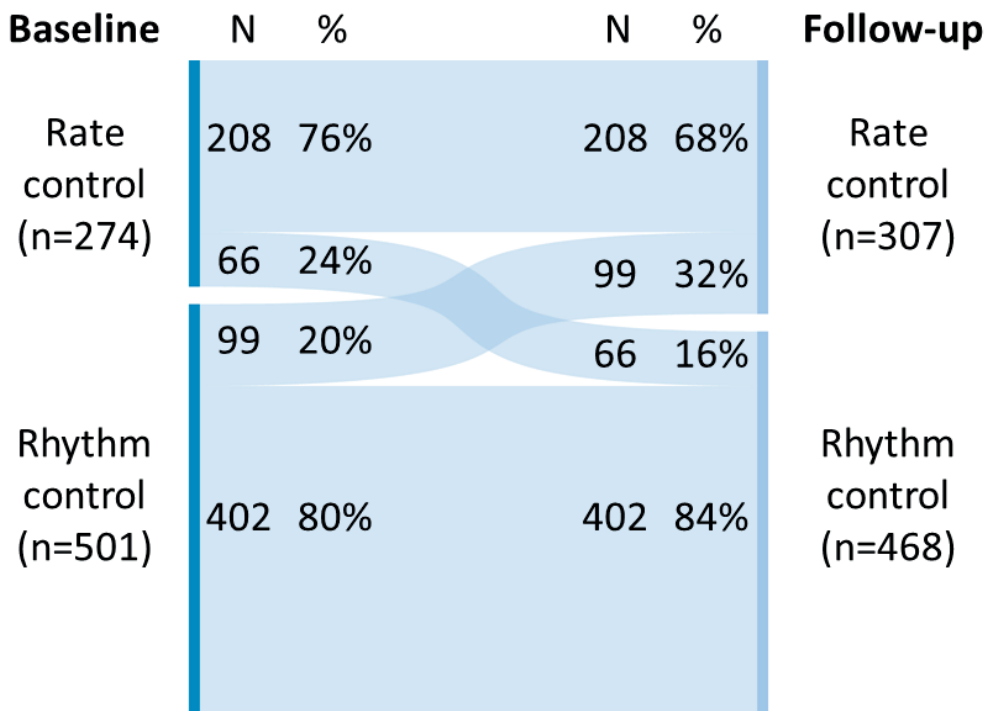 Baseline N % N % Follow-up
Rate
control
(n=274)
208 76% 208 68%
66 24% 99 32%
Rate
control
(n=307)
99 20% 66 16%
Rhythm
control
(n=501)
402 80% 402 84%
Rhythm
control
(n=468)